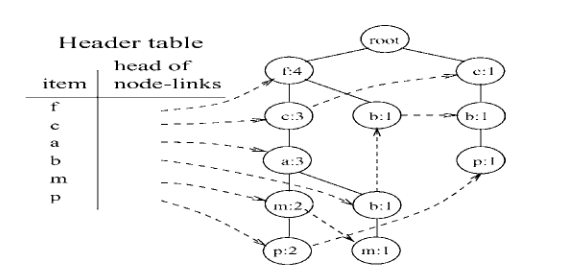 root
Header table
head of
item node-links
f:4
c:1
f
c
a
b
m
p
c:3
b:1
b:1
a:3
p:1
m:2
b:1
p:2
m:1